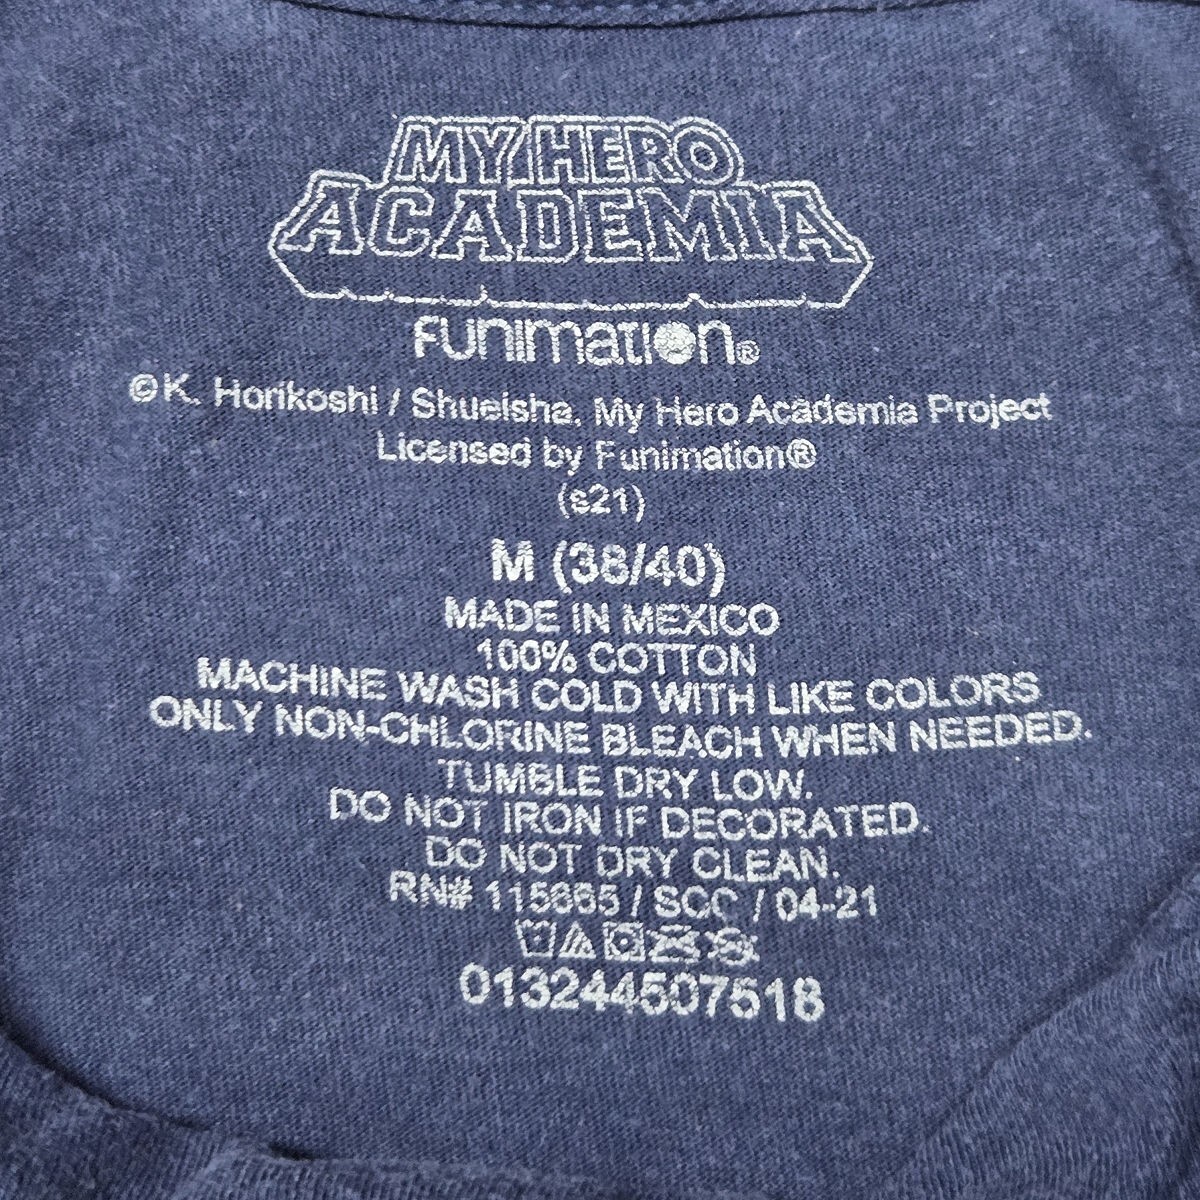 MY HERO
ACADEMIA
FUNIMATION®
©K. Horikoshi / Shueisha, My Hero Academia Project
Licensed by Funimation®
(s21)
M (38/40)
MADE IN MEXICO
100% COTTON
MACHINE WASH COLD WITH LIKE COLORS
ONLY NON-CHLORINE BLEACH WHEN NEEDED.
TUMBLE DRY LOW.
DO NOT IRON IF DECORATED.
DO NOT DRY CLEAN.
RN# 115665 / SCC / 04-21
013244507518